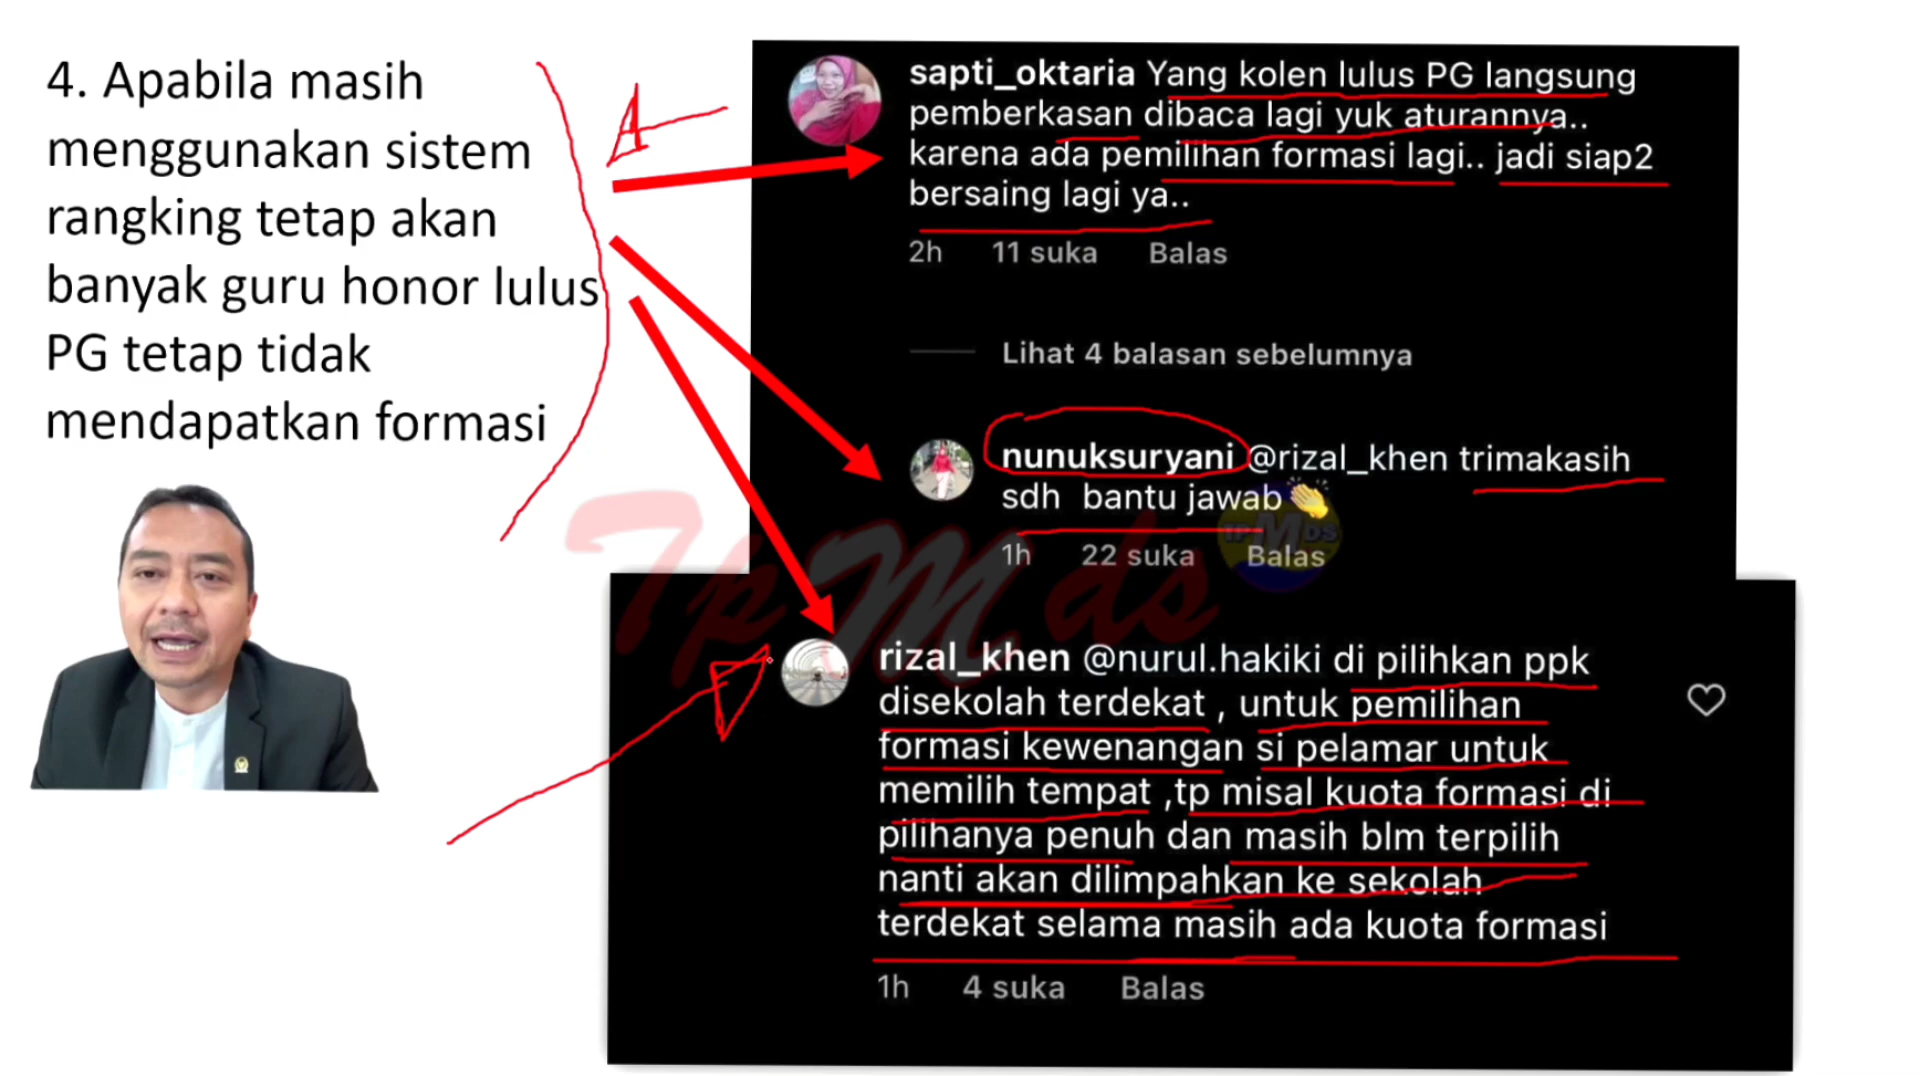 4. Apabila masih
menggunakan sistem
rangking tetap akan
banyak guru honor lulus
PG tetap tidak
mendapatkan formasi
sapti_oktaria Yang kolen lulus PG langsung
pemberkasan dibaca lagi yuk aturannya..
karena ada pemilihan formasi lagi.. jadi siap2
bersaing lagi ya..
2h 11 suka Balas
Lihat 4 balasan sebelumnya
nunuksuryani @rizal_khen trimakasih
sdh bantu jawab👏
1h 22 suka Balas
TPMDS
TpMds
rizal_khen @nurul.hakiki di pilihkan ppk
disekolah terdekat , untuk pemilihan
formasi kewenangan si pelamar untuk
memilih tempat ,tp misal kuota formasi di
pilihanya penuh dan masih blm terpilih
nanti akan dilimpahkan ke sekolah
terdekat selama masih ada kuota formasi
1h 4 suka Balas